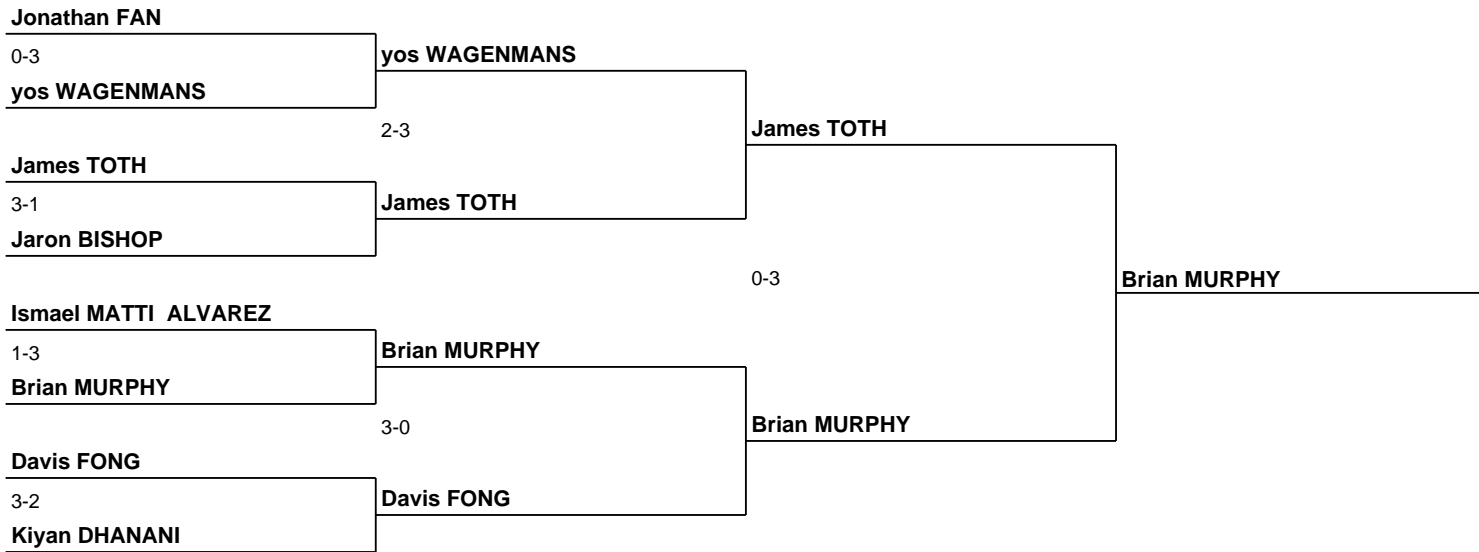 Jonathan FAN
0-3
yos WAGENMANS
yos WAGENMANS
2-3
James TOTH
James TOTH
3-1
James TOTH
Jaron BISHOP
0-3
Brian MURPHY
Ismael MATTI  ALVAREZ
1-3
Brian MURPHY
Brian MURPHY
3-0
Brian MURPHY
Davis FONG
3-2
Davis FONG
Kiyan DHANANI